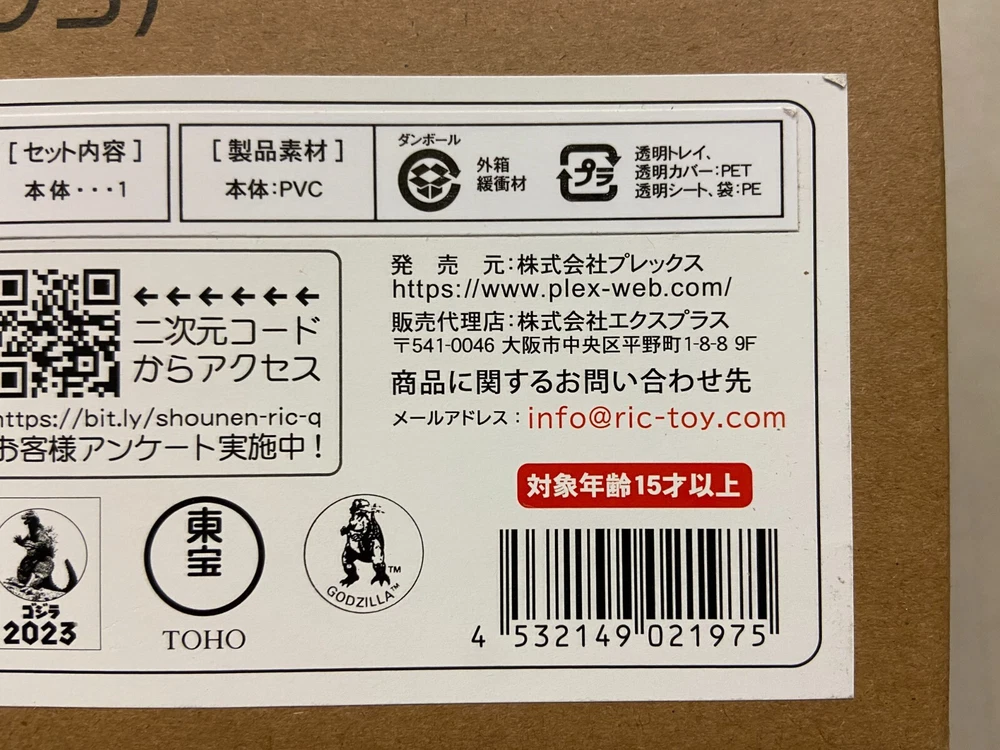 [セット内容]
本体・・・1
[製品素材]
本体:PVC
ダンボール
外箱
緩衝材
プラ
透明トレイ、
透明カバー:PET
透明シート、袋:PE
←←←←←←
二次元コード
からアクセス
https://bit.ly/shounen-ric-q
お客様アンケート実施中!
発 売 元:株式会社プレックス
https://www.plex-web.com/
販売代理店:株式会社エクスプラス
〒541-0046 大阪市中央区平野町1-8-8 9F
商品に関するお問い合わせ先
メールアドレス:info@ric-toy.com
対象年齢15才以上
ゴジラ
2023
東宝
TOHO
TM
GODZILLA™
4 532149 021975